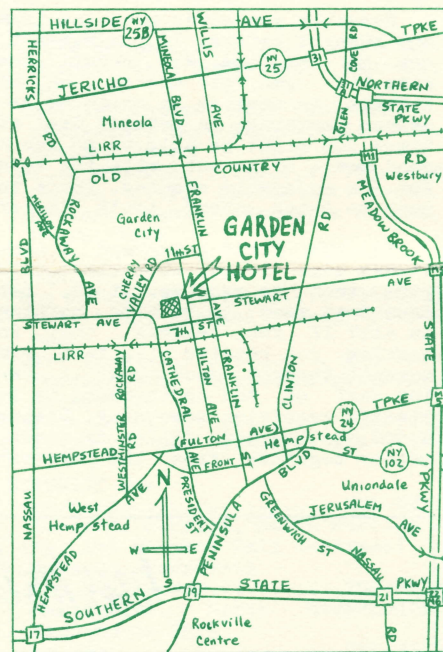 HILLSIDE
NY 25B
AVE
WILLIS
AVE
HERRICKS
RD
JERICHO
TPKE
NY 25
MINEOLA
BLVD
31
COVE RD
GLEN
NORTHERN
STATE
PKWY
Mineola
LIRR
OLD
COUNTRY
RD
Westbury
ROCKAWAY
AVE
BLVD
Garden
City
FRANKLIN
AVE
GARDEN
CITY
HOTEL
11th ST
CHERRY
VALLEY RD
MEADOWBROOK
STATE
PKWY
RD
CLINTON
STEWART
AVE
STEWART AVE
7th ST
LIRR
CATHEDRAL
AVE
HILTON
AVE
FRANKLIN
ST
ROCKAWAY
RD
WESTMINSTER
RD
NY 24
TPKE
HEMPSTEAD
(FULTON AVE)
Hempstead
FRONT
ST
NY 102
BLVD
Uniondale
West
Hempstead
AVE
HEMPSTEAD
NASSAU
PRESIDENT
ST
PENINSULA
GREENWICH
ST
JERUSALEM
AVE
NASSAU
RD
N
W
E
S
SOUTHERN
STATE
PKWY
17
19
21
22
Rockville
Centre